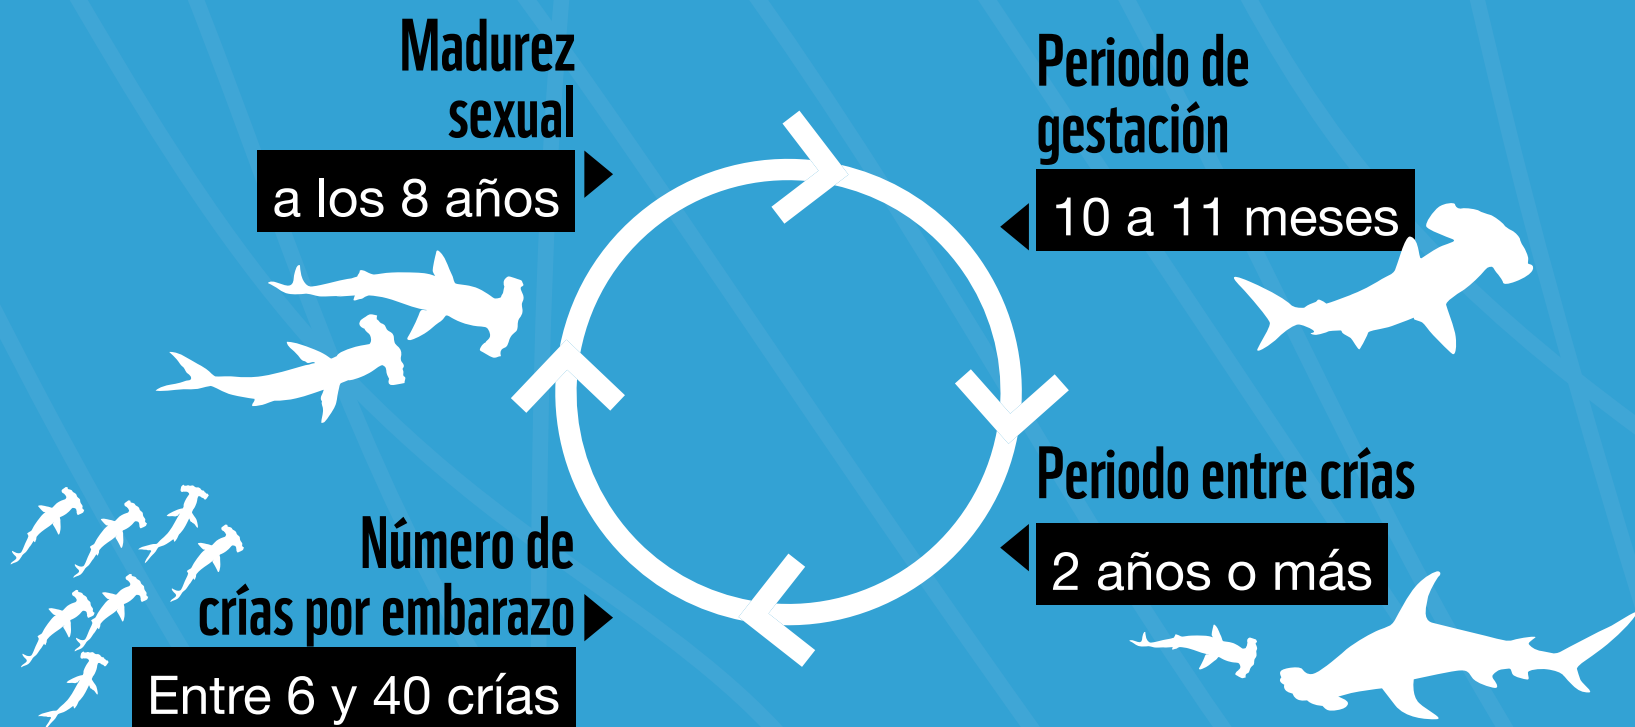 Madurez
sexual
a los 8 años
Periodo de
gestación
10 a 11 meses
Periodo entre crías
2 años o más
Número de
crías por embarazo
Entre 6 y 40 crías